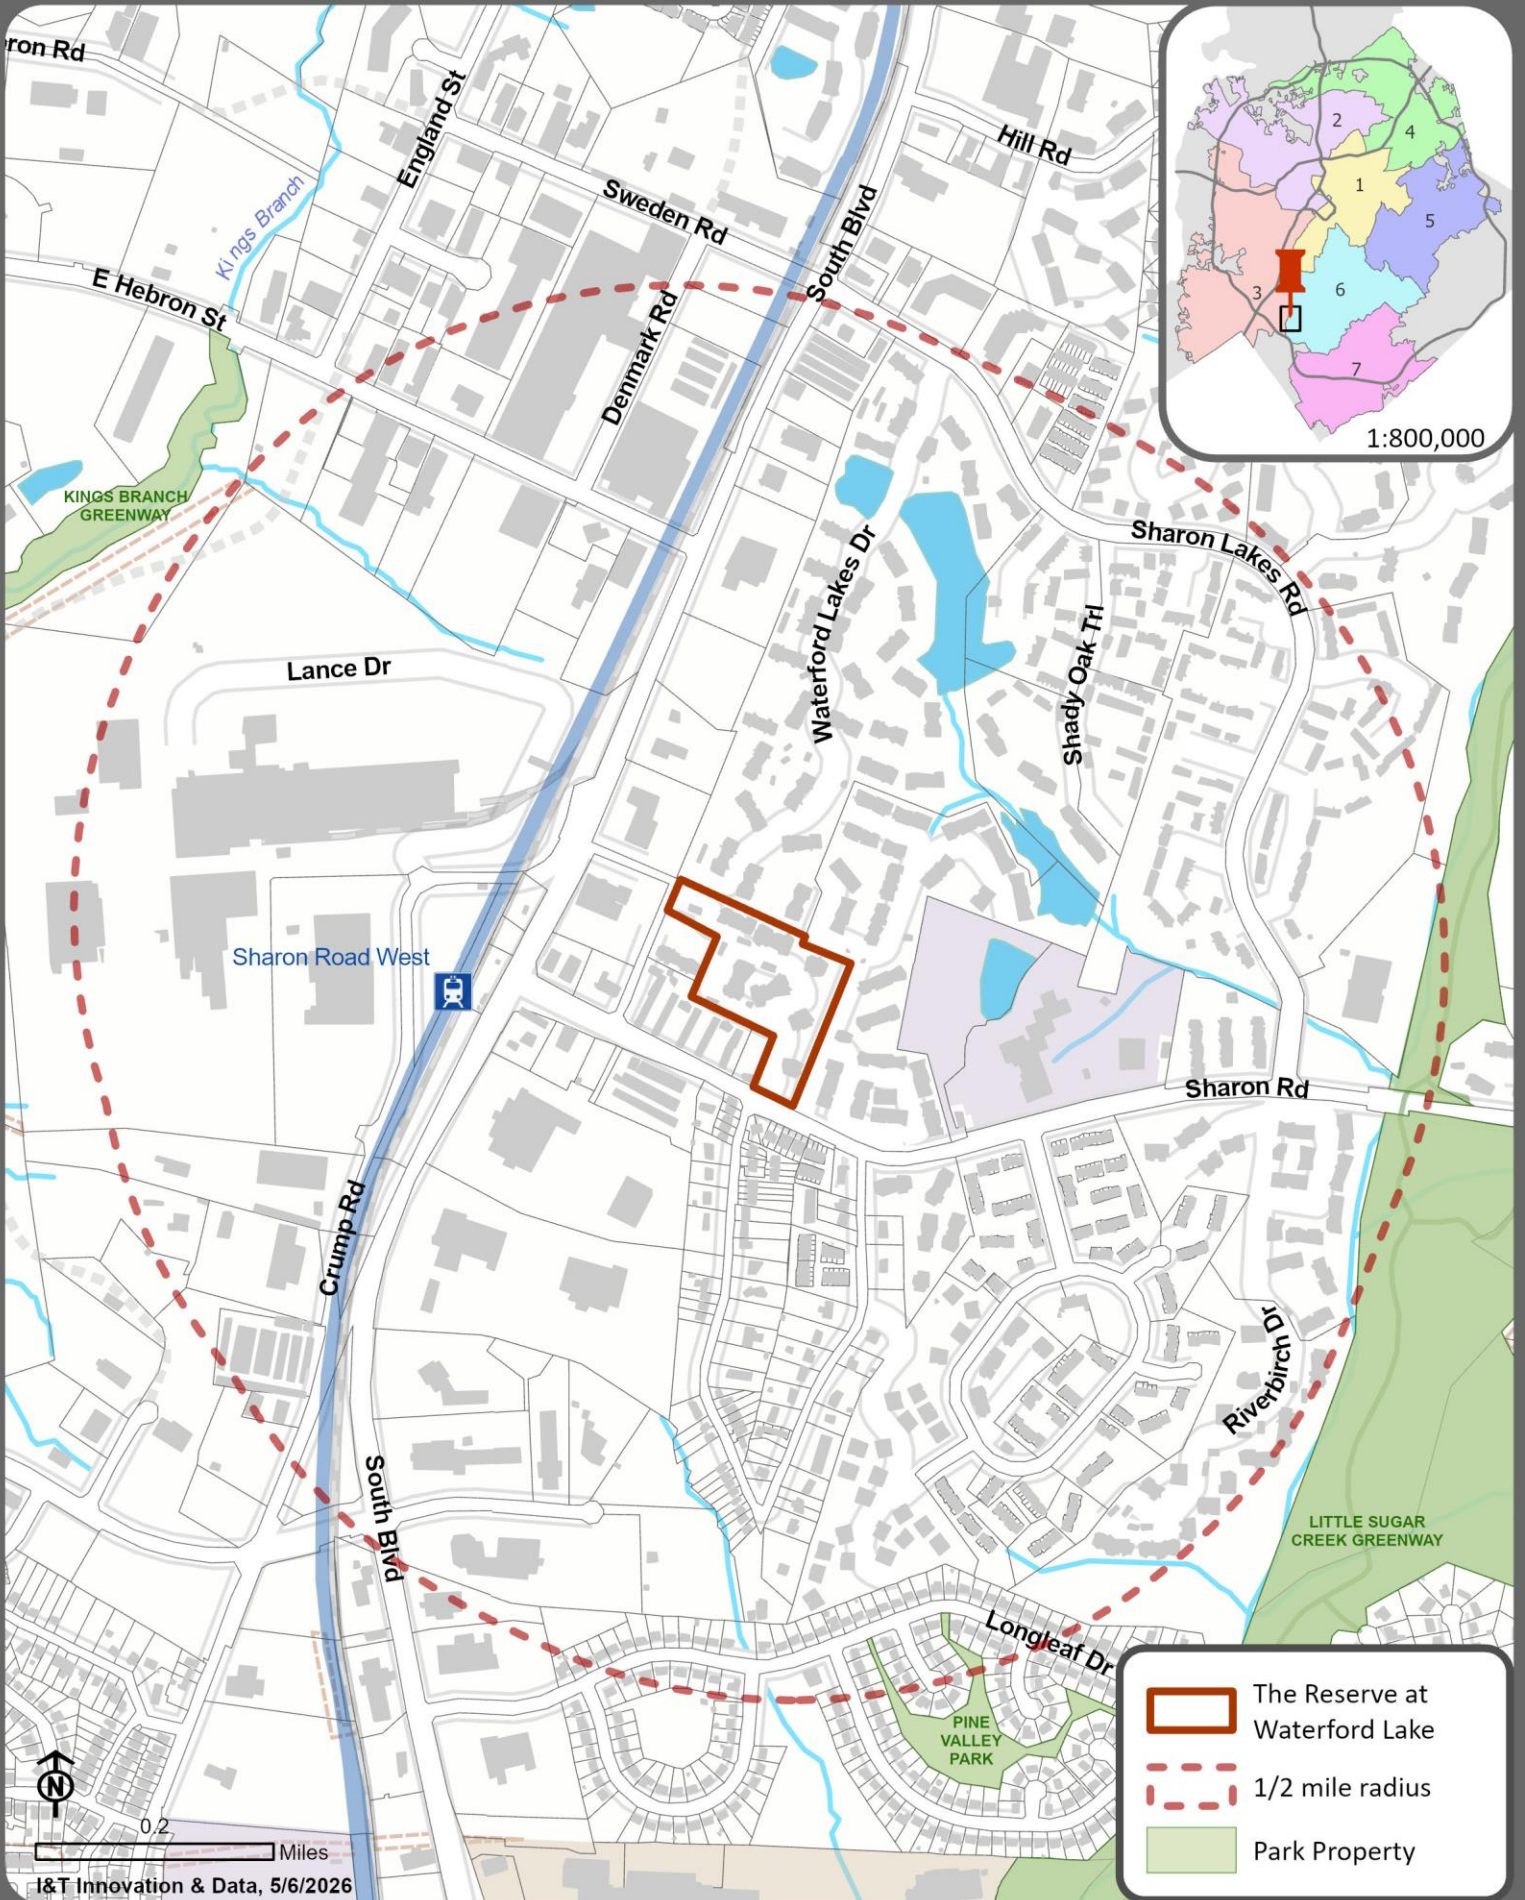 ron Rd
England St
Hill Rd
Kings Branch
Sweden Rd
South Blvd
E Hebron St
Denmark Rd
2
4
1
5
3
6
7
1:800,000
KINGS BRANCH
GREENWAY
Sharon Lakes Rd
Waterford Lakes Dr
Shady Oak Trl
Lance Dr
Sharon Road West
Sharon Rd
Crump Rd
Riverbirch Dr
South Blvd
LITTLE SUGAR
CREEK GREENWAY
Longleaf Dr
PINE
VALLEY
PARK
The Reserve at
Waterford Lake
1/2 mile radius
Park Property
N
0.2
Miles
I&T Innovation & Data, 5/6/2026